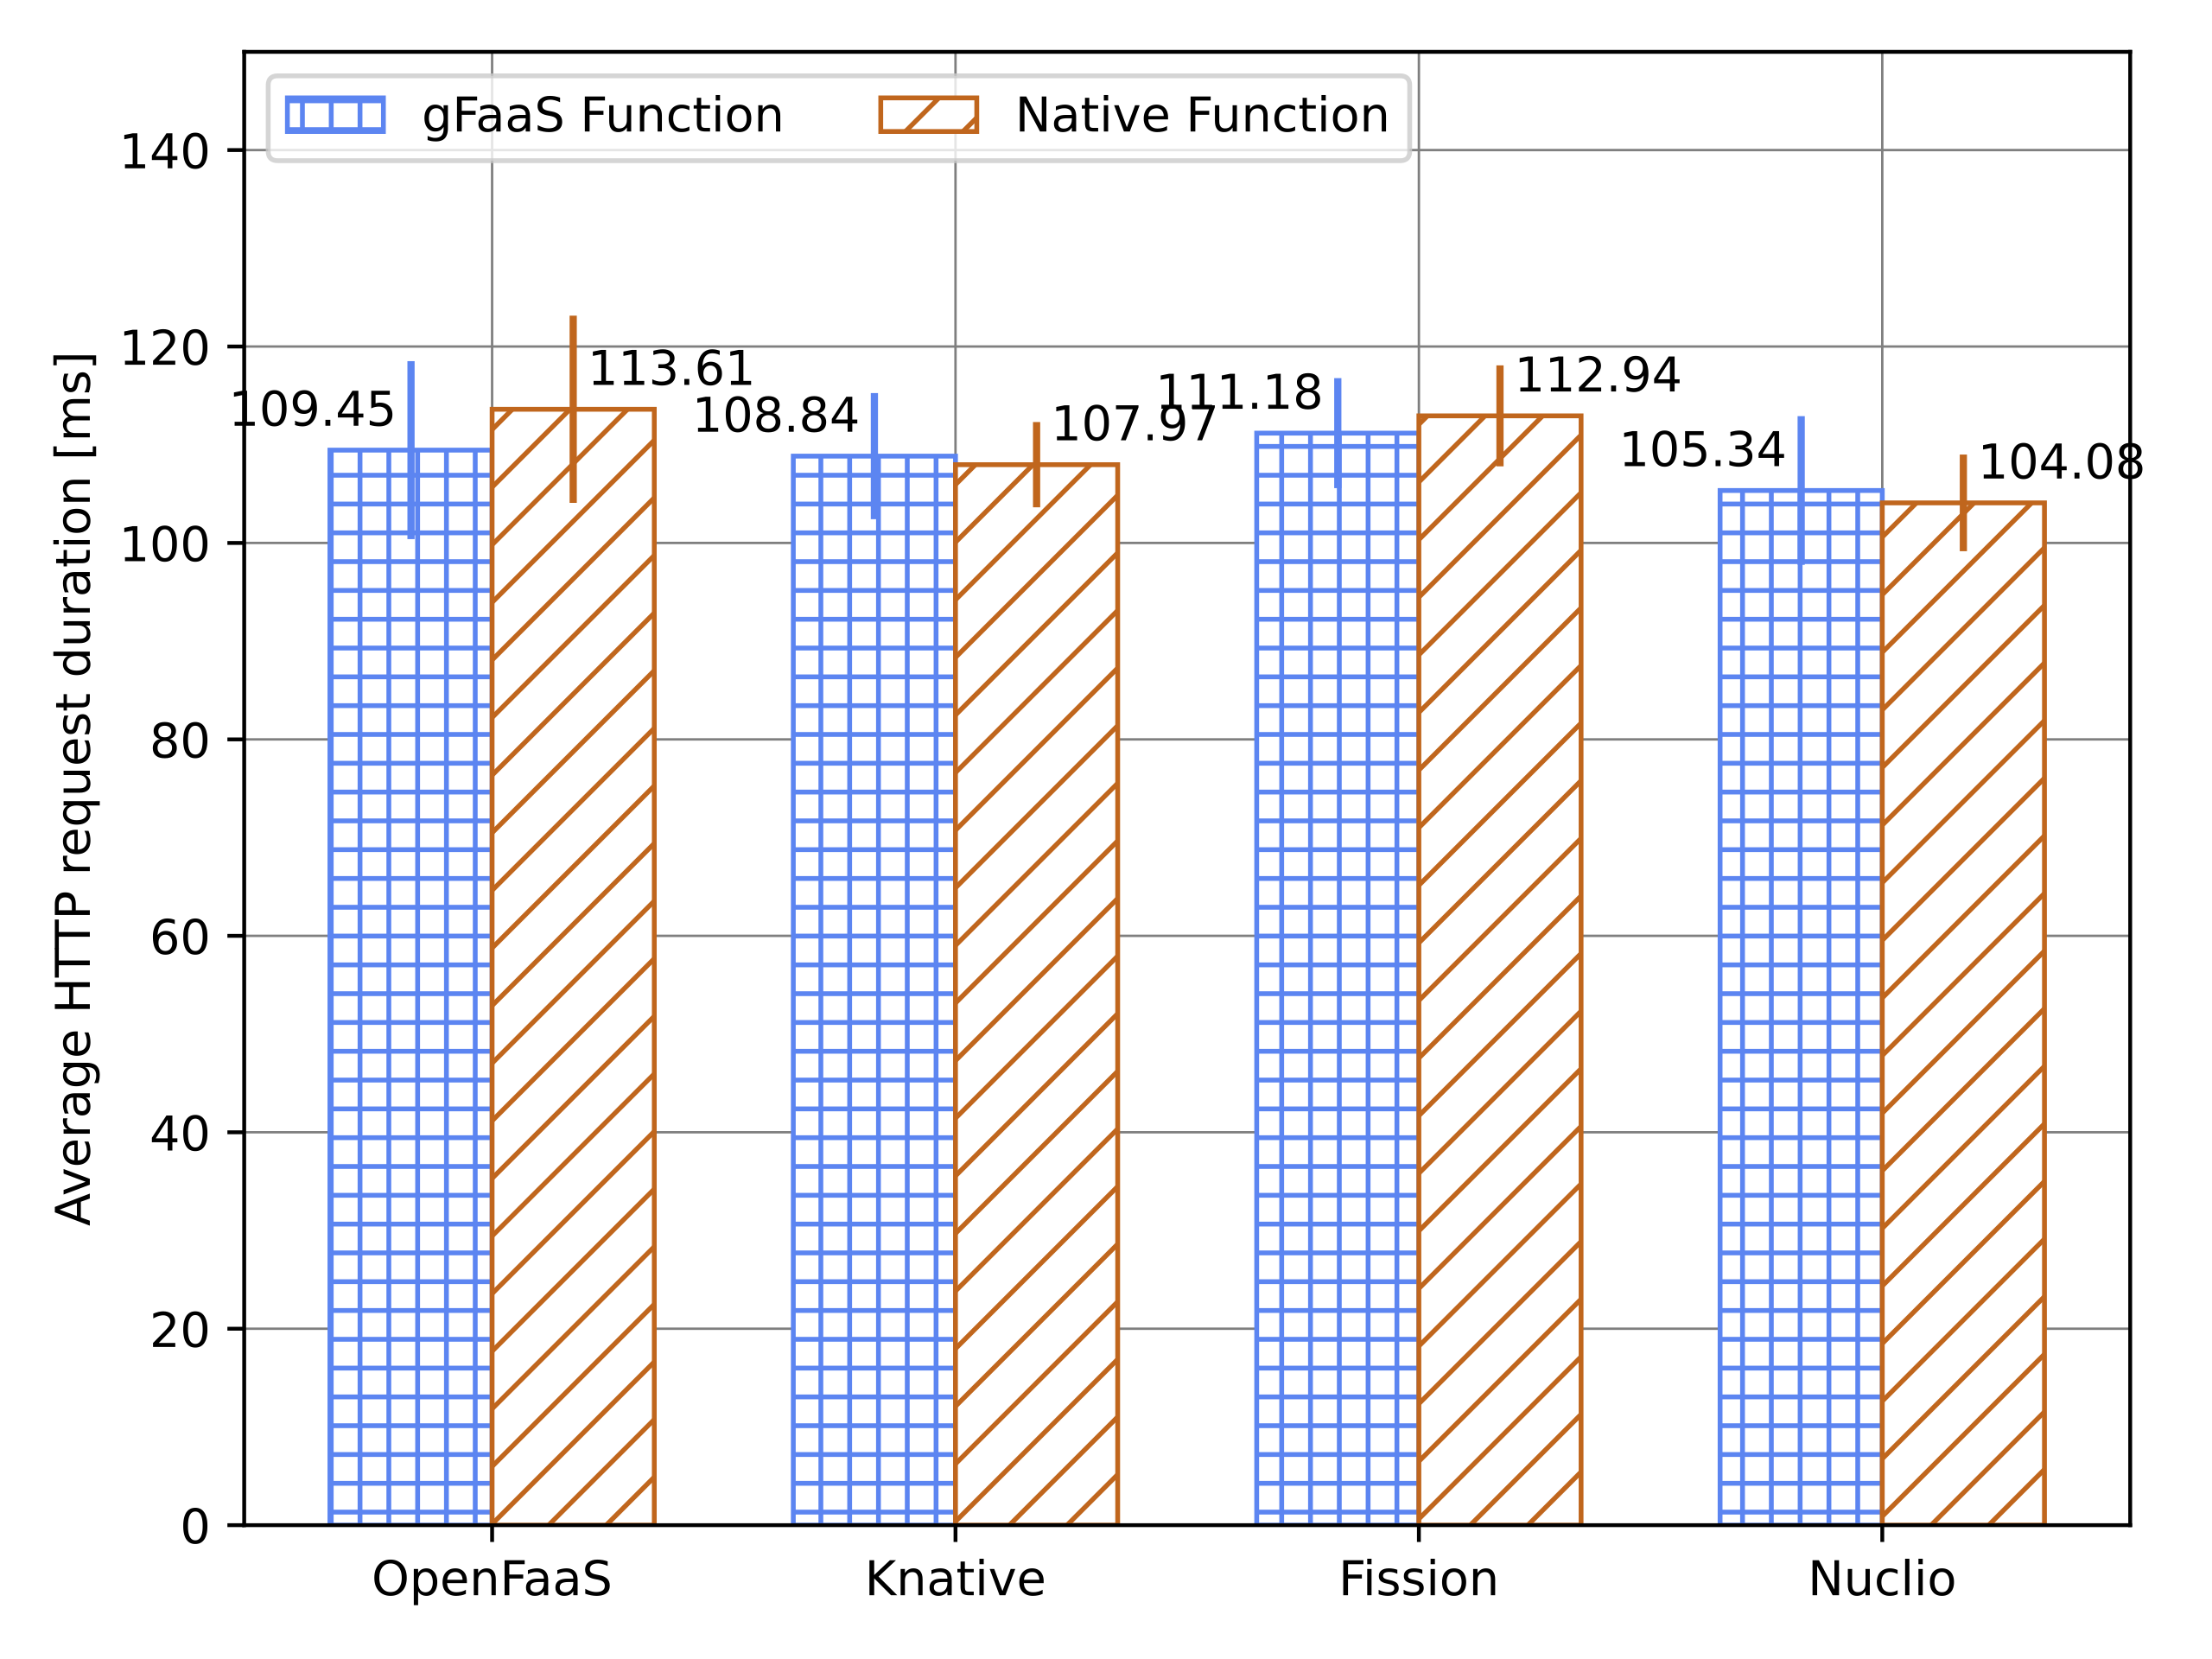 gFaaS Function
Native Function
Average HTTP request duration [ms]
140
120
100
80
60
40
20
0
109.45
113.61
108.84
107.97
111.18
112.94
105.34
104.08
OpenFaaS
Knative
Fission
Nuclio